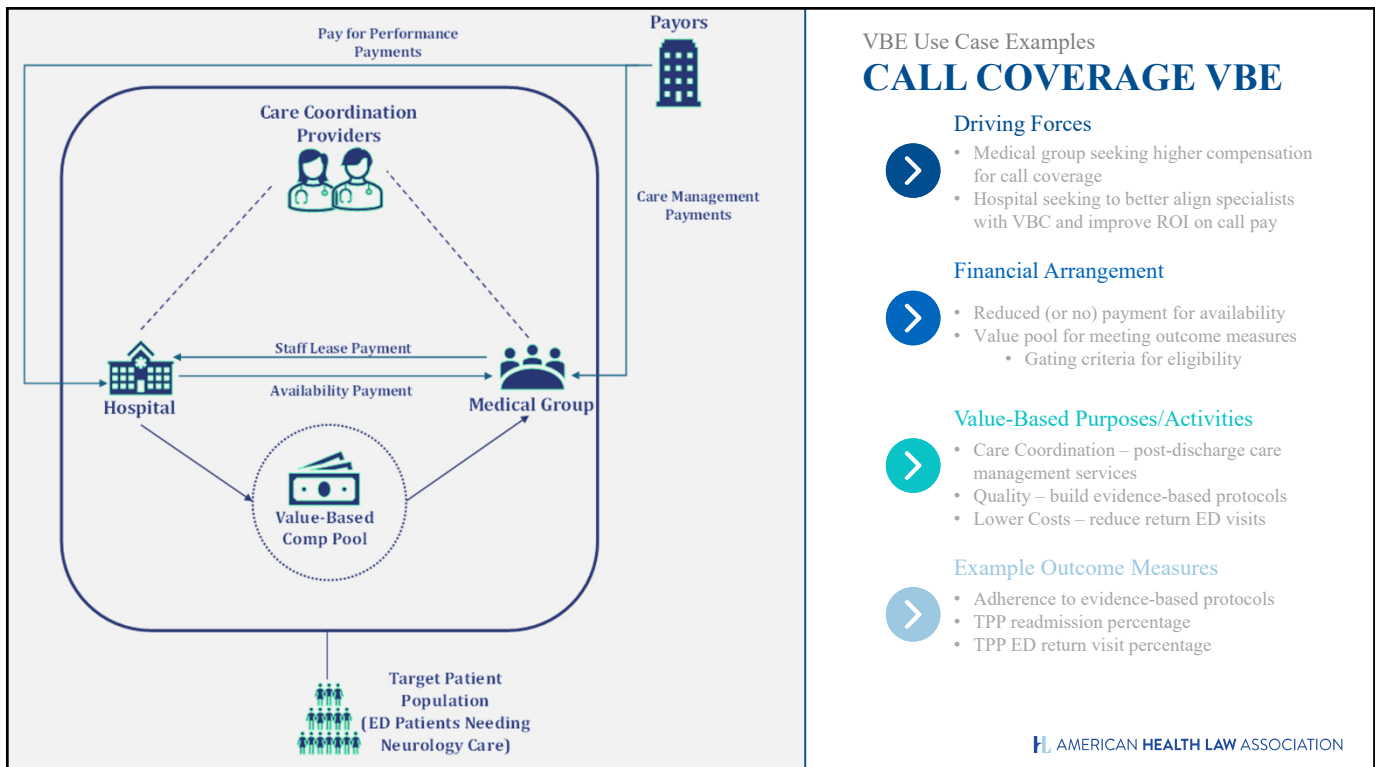 Pay for Performance
Payments
Payors
Care Coordination
Providers
Care Management
Payments
Staff Lease Payment
Availability Payment
Hospital
Medical Group
Value-Based
Comp Pool
Target Patient
Population
(ED Patients Needing
Neurology Care)
VBE Use Case Examples
CALL COVERAGE VBE
Driving Forces
• Medical group seeking higher compensation
for call coverage
• Hospital seeking to better align specialists
with VBC and improve ROI on call pay
Financial Arrangement
• Reduced (or no) payment for availability
• Value pool for meeting outcome measures
• Gating criteria for eligibility
Value-Based Purposes/Activities
• Care Coordination – post-discharge care
management services
• Quality – build evidence-based protocols
• Lower Costs – reduce return ED visits
Example Outcome Measures
• Adherence to evidence-based protocols
• TPP readmission percentage
• TPP ED return visit percentage
AMERICAN HEALTH LAW ASSOCIATION